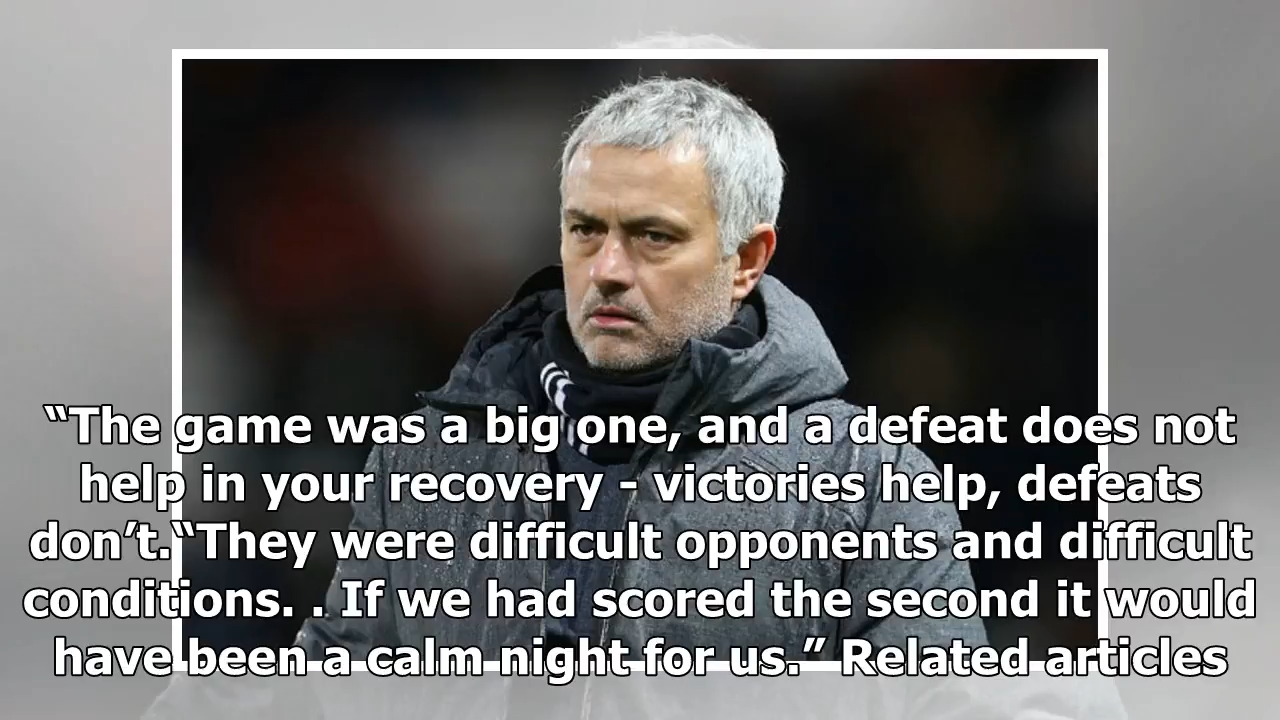 “The game was a big one, and a defeat does not
help in your recovery - victories help, defeats
don’t.“They were difficult opponents and difficult
conditions. . If we had scored the second it would
have been a calm night for us.” Related articles